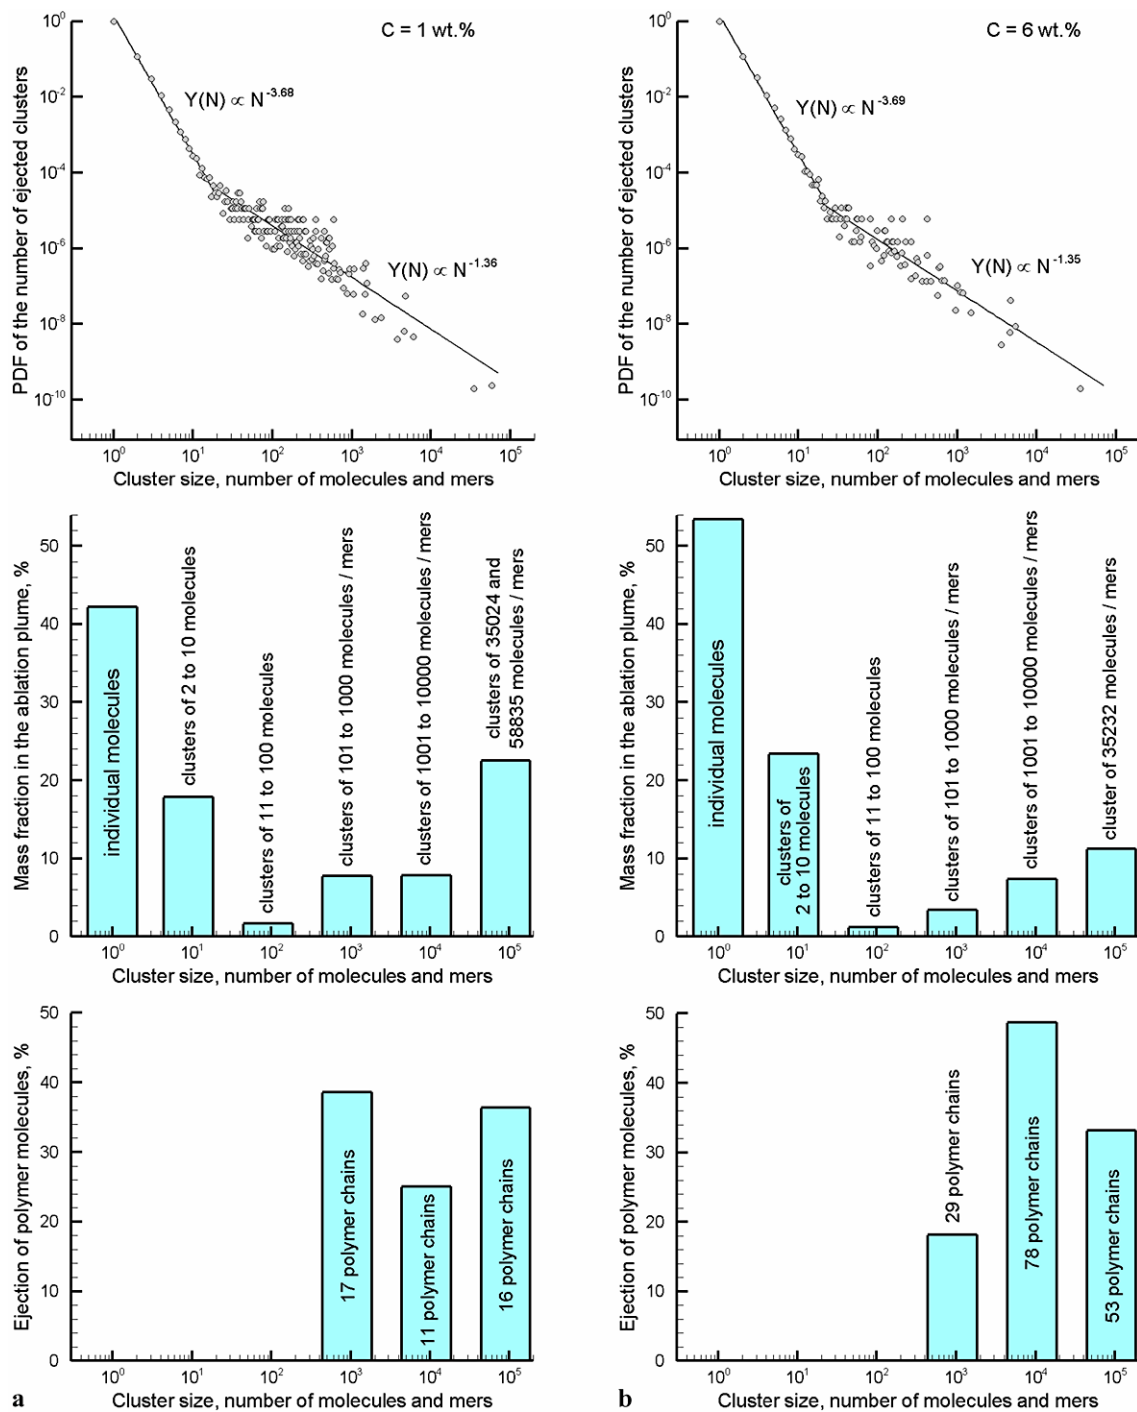 C = 1 wt.%
Y(N) ∝ N^-3.68
Y(N) ∝ N^-1.36
PDF of the number of ejected clusters
10^0
10^-2
10^-4
10^-6
10^-8
10^-10
10^0 10^1 10^2 10^3 10^4 10^5
Cluster size, number of molecules and mers
C = 6 wt.%
Y(N) ∝ N^-3.69
Y(N) ∝ N^-1.35
PDF of the number of ejected clusters
10^0
10^-2
10^-4
10^-6
10^-8
10^-10
10^0 10^1 10^2 10^3 10^4 10^5
Cluster size, number of molecules and mers
Mass fraction in the ablation plume, %
50
40
30
20
10
0
individual molecules
clusters of 2 to 10 molecules
clusters of 11 to 100 molecules
clusters of 101 to 1000 molecules / mers
clusters of 1001 to 10000 molecules / mers
clusters of 35024 and
58835 molecules / mers
10^0 10^1 10^2 10^3 10^4 10^5
Cluster size, number of molecules and mers
Mass fraction in the ablation plume, %
50
40
30
20
10
0
individual molecules
clusters of
2 to 10 molecules
clusters of 11 to 100 molecules
clusters of 101 to 1000 molecules / mers
clusters of 1001 to 10000 molecules / mers
cluster of 35232 molecules / mers
10^0 10^1 10^2 10^3 10^4 10^5
Cluster size, number of molecules and mers
Ejection of polymer molecules, %
50
40
30
20
10
0
17 polymer chains
11 polymer chains
16 polymer chains
10^0 10^1 10^2 10^3 10^4 10^5
Cluster size, number of molecules and mers
a
Ejection of polymer molecules, %
50
40
30
20
10
0
29 polymer chains
78 polymer chains
53 polymer chains
10^0 10^1 10^2 10^3 10^4 10^5
Cluster size, number of molecules and mers
b